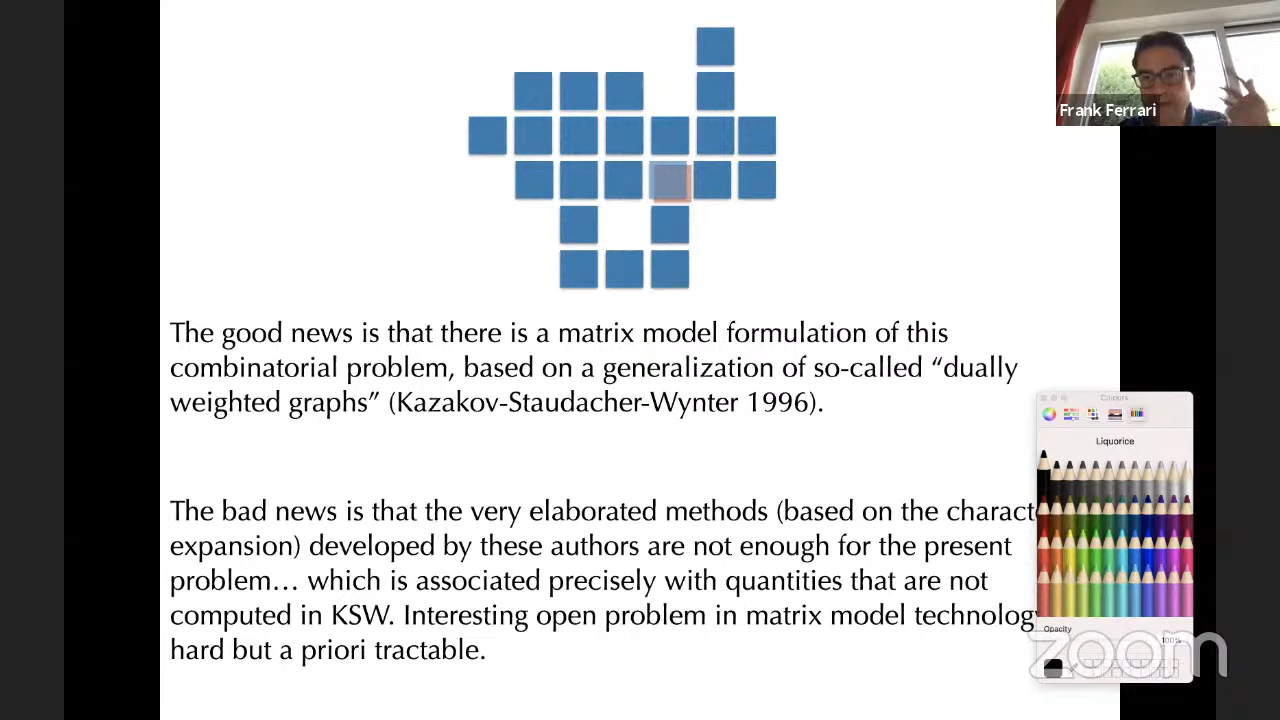 Frank Ferrari
The good news is that there is a matrix model formulation of this
combinatorial problem, based on a generalization of so-called “dually
weighted graphs” (Kazakov-Staudacher-Wynter 1996).
Colours
Liquorice
The bad news is that the very elaborated methods (based on the charact
expansion) developed by these authors are not enough for the present
problem… which is associated precisely with quantities that are not
computed in KSW. Interesting open problem in matrix model technology
hard but a priori tractable.
Opacity
100%
zoom